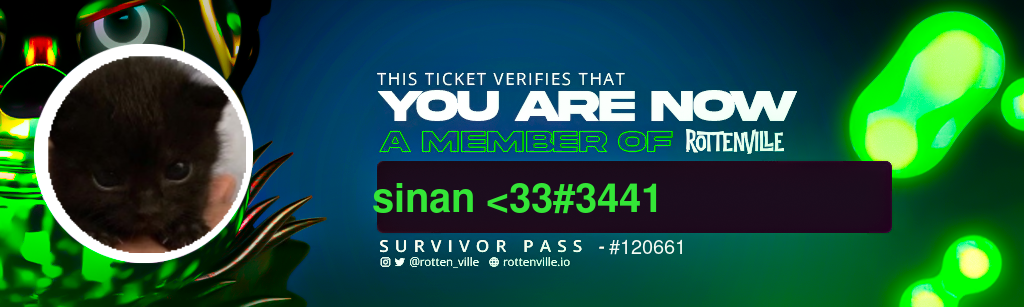 THIS TICKET VERIFIES THAT
YOU ARE NOW
A MEMBER OF ROTTENVILLE
sinan <33#3441
SURVIVOR PASS - #120661
@rotten_ville rottenville.io